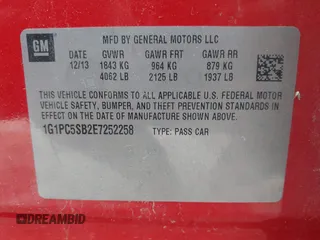 GM
MFD BY GENERAL MOTORS LLC
DATE GVWR GAWR FRT GAWR RR
12/13 1843 KG 964 KG 879 KG
4062 LB 2125 LB 1937 LB
THIS VEHICLE CONFORMS TO ALL APPLICABLE U.S. FEDERAL MOTOR
VEHICLE SAFETY, BUMPER, AND THEFT PREVENTION STANDARDS
IN EFFECT ON THE DATE OF MANUFACTURE SHOWN ABOVE.
1G1PC5SB2E7252258 TYPE: PASS CAR
DREAMBID